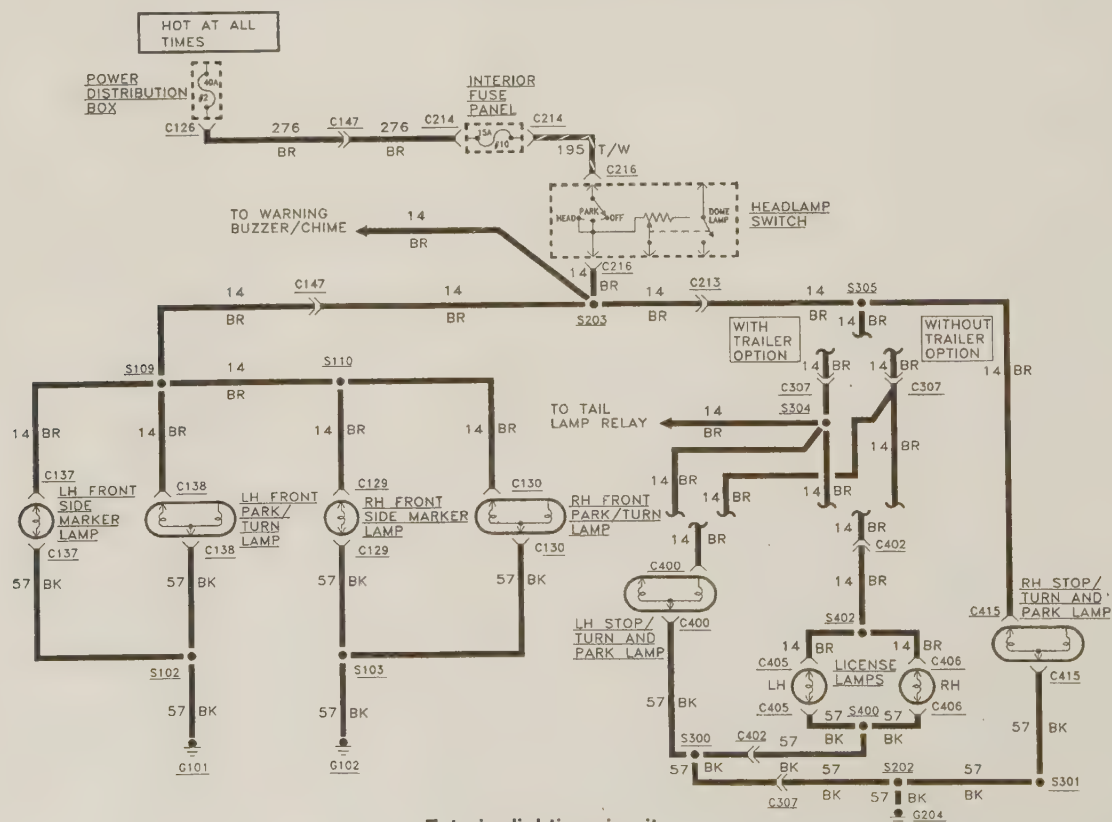 HOT AT ALL
TIMES
POWER
DISTRIBUTION
BOX
40A
#2
INTERIOR
FUSE
PANEL
C126
276
BR
C147
276
BR
C214
15A
#10
C214
195
T/W
C216
HEAD
PARK
OFF
DOME
LAMP
HEADLAMP
SWITCH
TO WARNING
BUZZER/CHIME
14
BR
14
C216
BR
14
BR
C147
14
BR
S203
14
BR
C213
S305
WITH
TRAILER
OPTION
14
BR
WITHOUT
TRAILER
OPTION
14
BR
14
BR
14
BR
C307
C307
S109
14
BR
S110
S304
TO TAIL
LAMP RELAY
14
BR
14
BR
14
BR
14
BR
14
BR
14
BR
14
BR
14
BR
14
BR
C137
LH FRONT
SIDE
MARKER
LAMP
C137
C138
LH FRONT
PARK/
TURN
LAMP
C138
C129
RH FRONT
SIDE MARKER
LAMP
C129
C130
RH FRONT
PARK/TURN
LAMP
C130
14
BR
14
BR
C402
14
BR
57
BK
57
BK
57
BK
57
BK
C400
C400
LH STOP/
TURN AND
PARK LAMP
S402
14
BR
14
BR
RH STOP/
TURN AND
PARK LAMP
C415
C415
C405
LH
C405
LICENSE
LAMPS
C406
RH
C406
S102
S103
57
BK
57
BK
57
BK
57
BK
S400
57
BK
57
BK
S300
C402
57
BK
57
BK
C307
57
BK
S202
57
BK
S301
57
BK
G101
G102
G204
Exterior lighting circuit